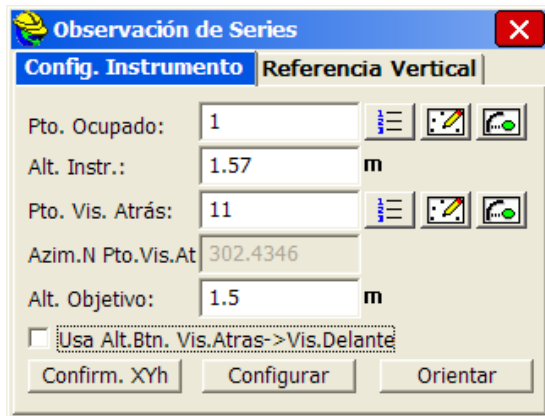 Observación de Series
Config. Instrumento Referencia Vertical
Pto. Ocupado: 1
Alt. Instr.: 1.57 m
Pto. Vis. Atrás: 11
Azim.N Pto.Vis.At 302.4346
Alt. Objetivo: 1.5 m
Usa Alt.Btn. Vis.Atras->Vis.Delante
Confirm. XYh Configurar Orientar